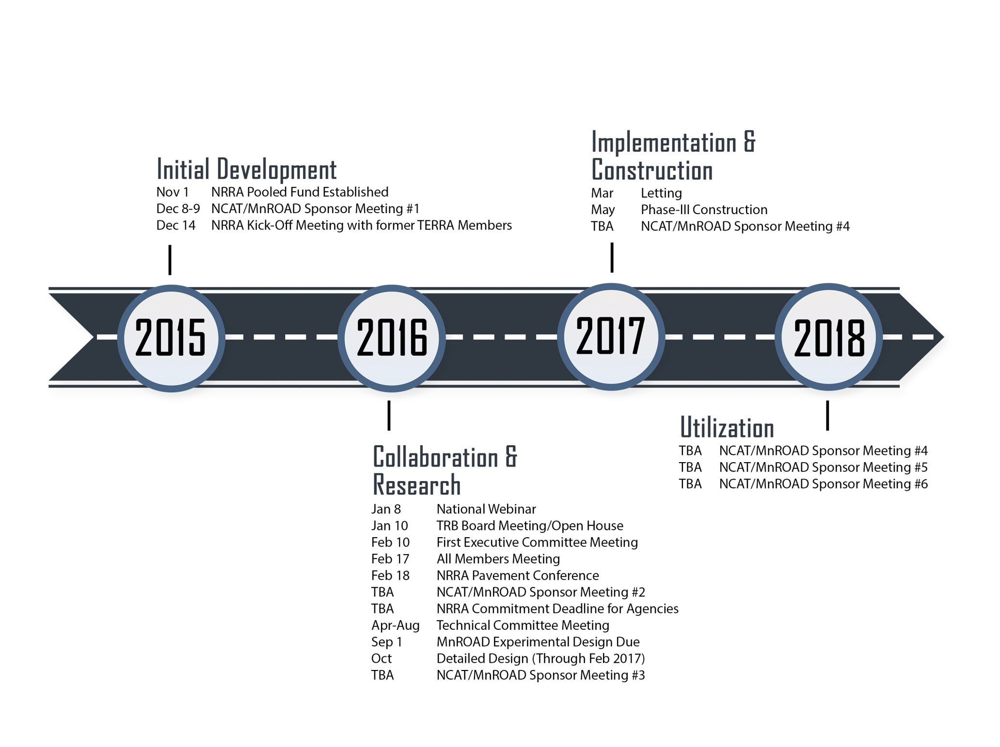 Initial Development
Nov 1 NRRA Pooled Fund Established
Dec 8-9 NCAT/MnROAD Sponsor Meeting #1
Dec 14 NRRA Kick-Off Meeting with former TERRA Members
Implementation &
Construction
Mar Letting
May Phase-III Construction
TBA NCAT/MnROAD Sponsor Meeting #4
2015
2016
2017
2018
Collaboration &
Research
Jan 8 National Webinar
Jan 10 TRB Board Meeting/Open House
Feb 10 First Executive Committee Meeting
Feb 17 All Members Meeting
Feb 18 NRRA Pavement Conference
TBA NCAT/MnROAD Sponsor Meeting #2
TBA NRRA Commitment Deadline for Agencies
Apr-Aug Technical Committee Meeting
Sep 1 MnROAD Experimental Design Due
Oct Detailed Design (Through Feb 2017)
TBA NCAT/MnROAD Sponsor Meeting #3
Utilization
TBA NCAT/MnROAD Sponsor Meeting #4
TBA NCAT/MnROAD Sponsor Meeting #5
TBA NCAT/MnROAD Sponsor Meeting #6